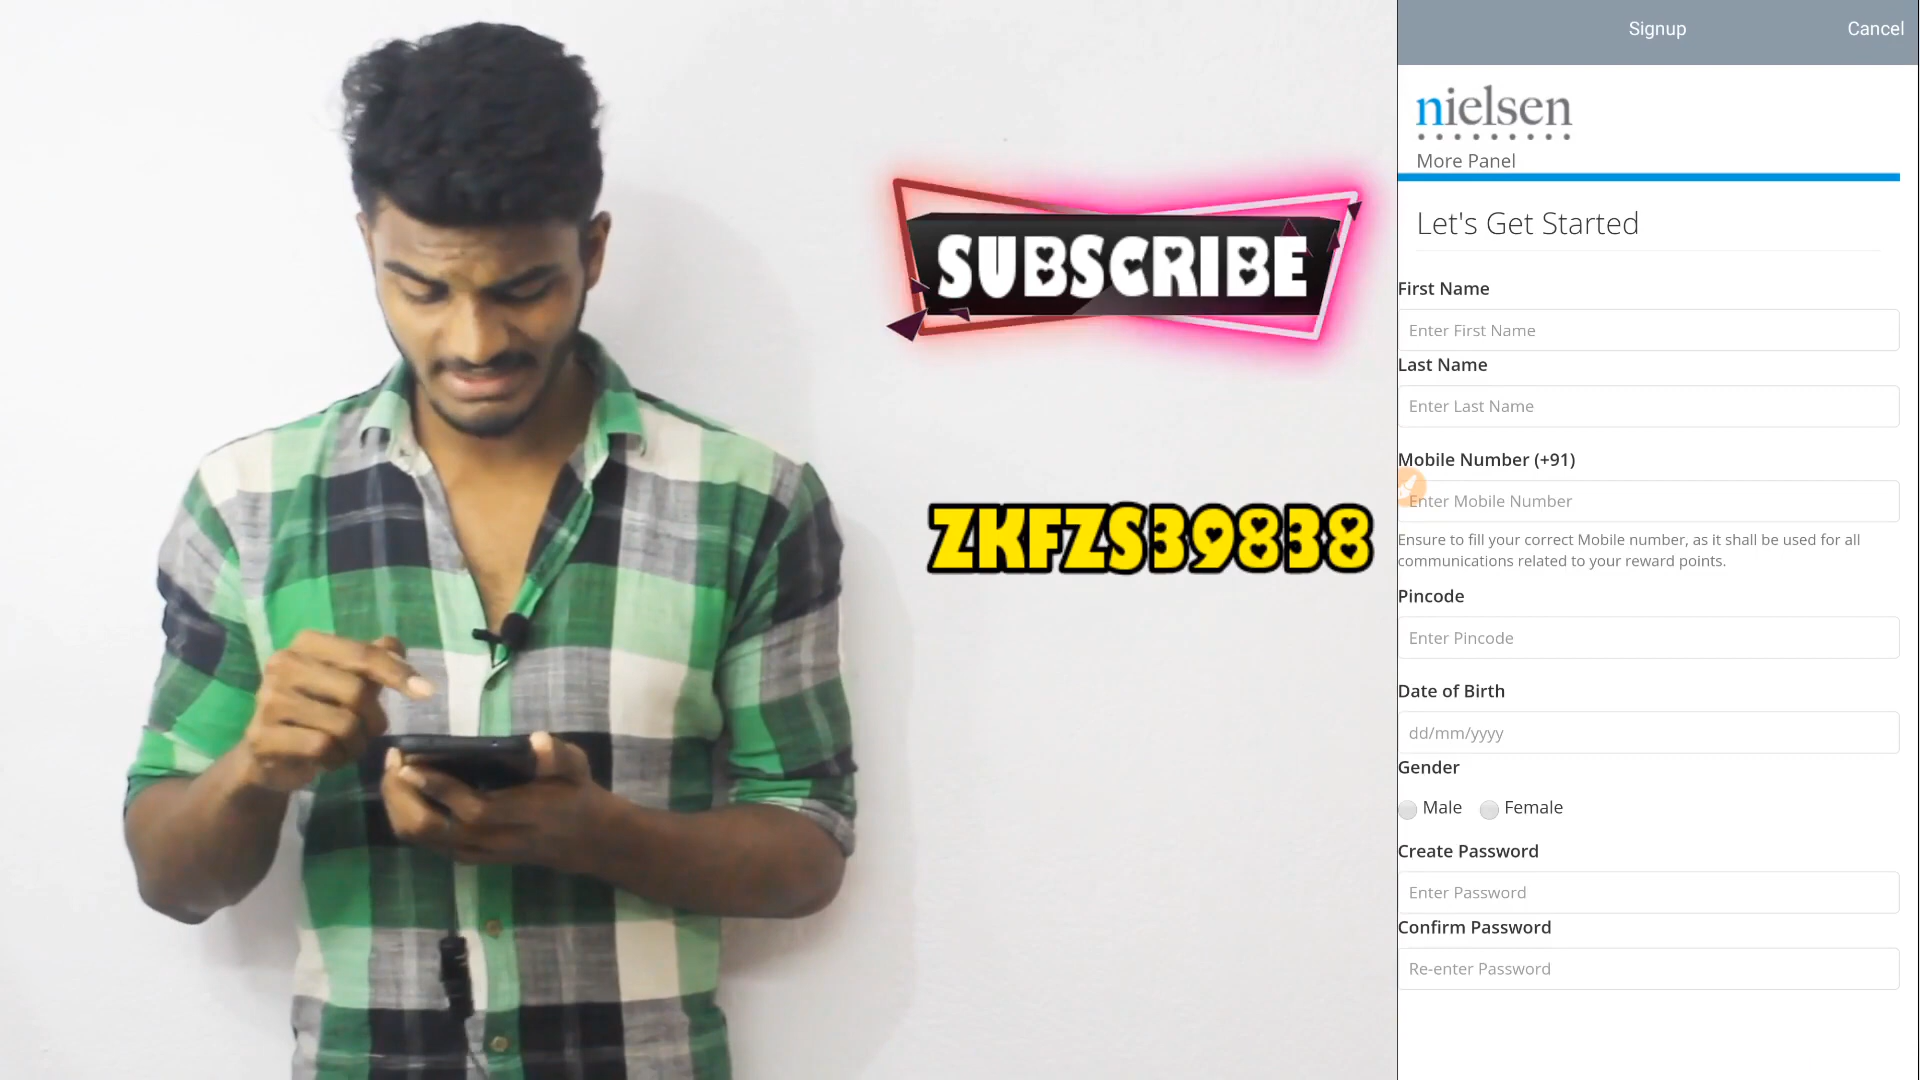 SUBSCRIBE
ZKFZS39838
Signup
Cancel
nielsen
More Panel
Let's Get Started
First Name
Enter First Name
Last Name
Enter Last Name
Mobile Number (+91)
Enter Mobile Number
Ensure to fill your correct Mobile number, as it shall be used for all
communications related to your reward points.
Pincode
Enter Pincode
Date of Birth
dd/mm/yyyy
Gender
Male
Female
Create Password
Enter Password
Confirm Password
Re-enter Password